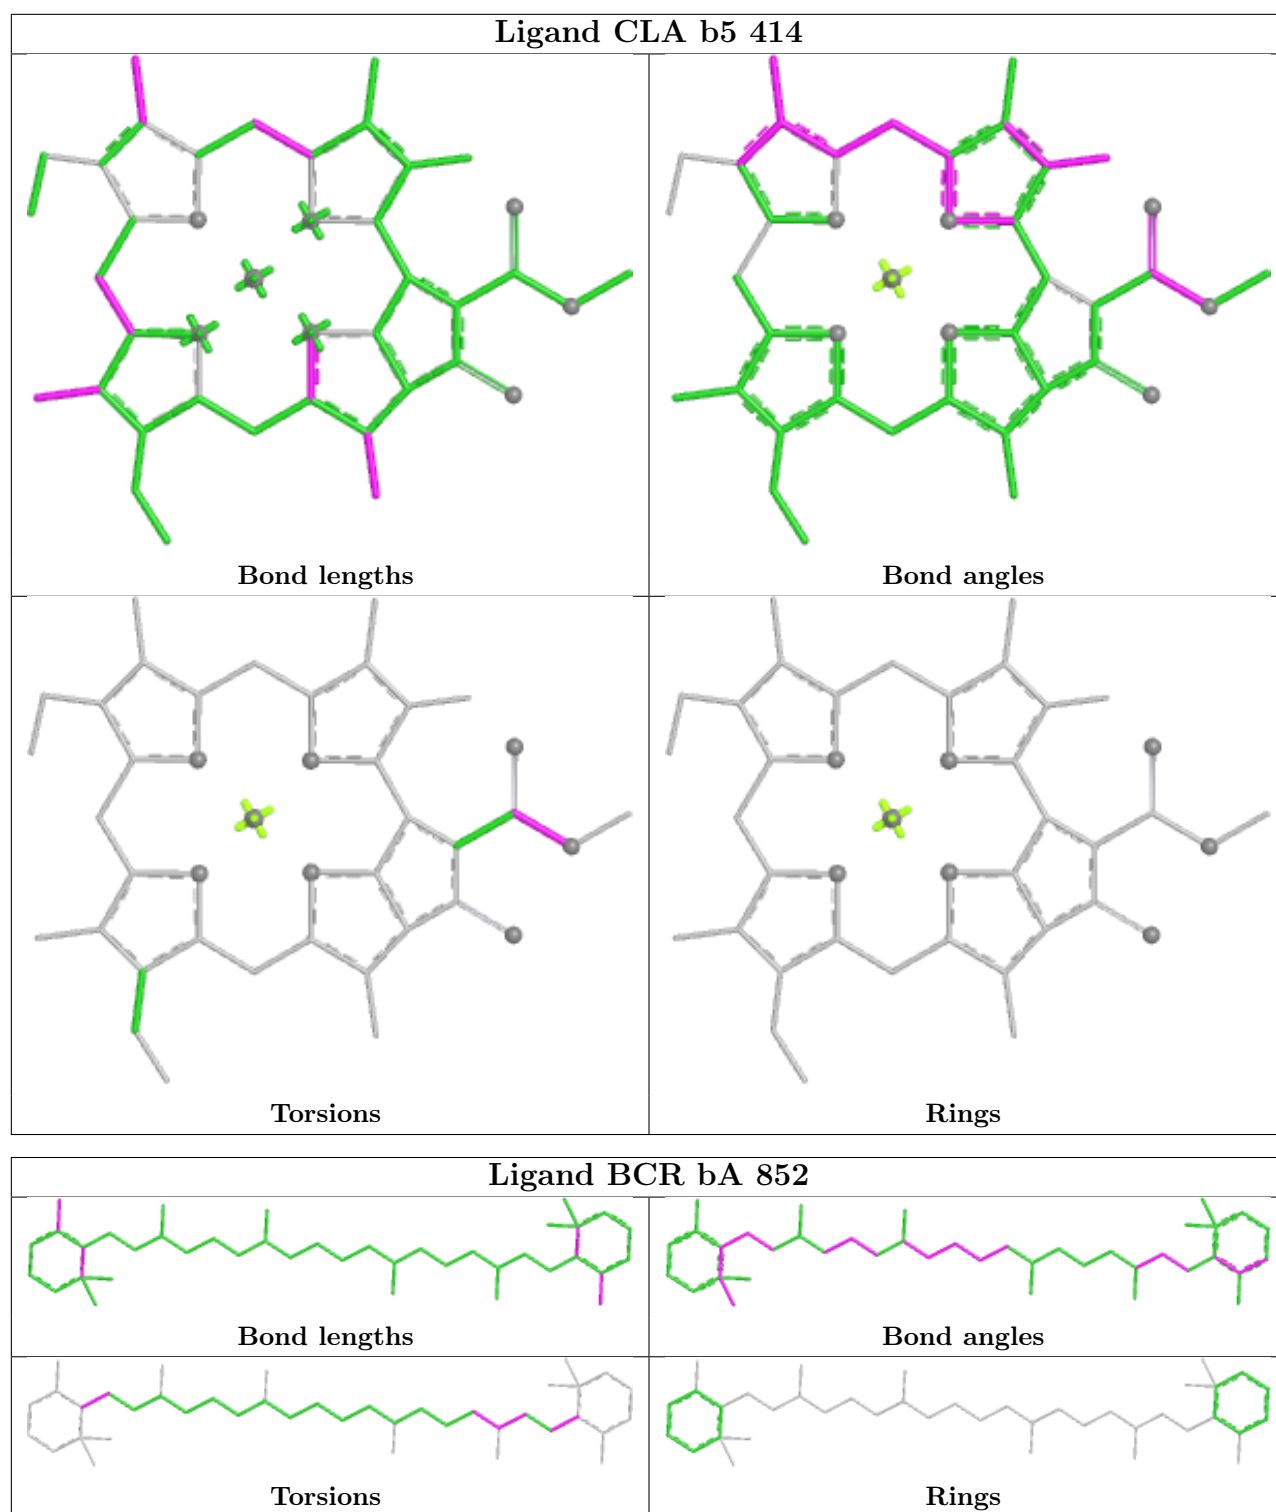 Ligand CLA b5 414
Bond lengths
Bond angles
Torsions
Rings
Ligand BCR bA 852
Bond lengths
Bond angles
Torsions
Rings